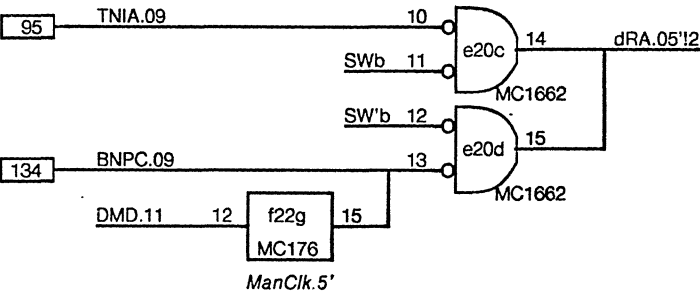 95 TNIA.09 10 e20c 14 dRA.05'!2
SWb 11
MC1662
SW'b 12
134 BNPC.09 13 e20d 15
MC1662
DMD.11 12 f22g 15
MC176
ManClk.5'